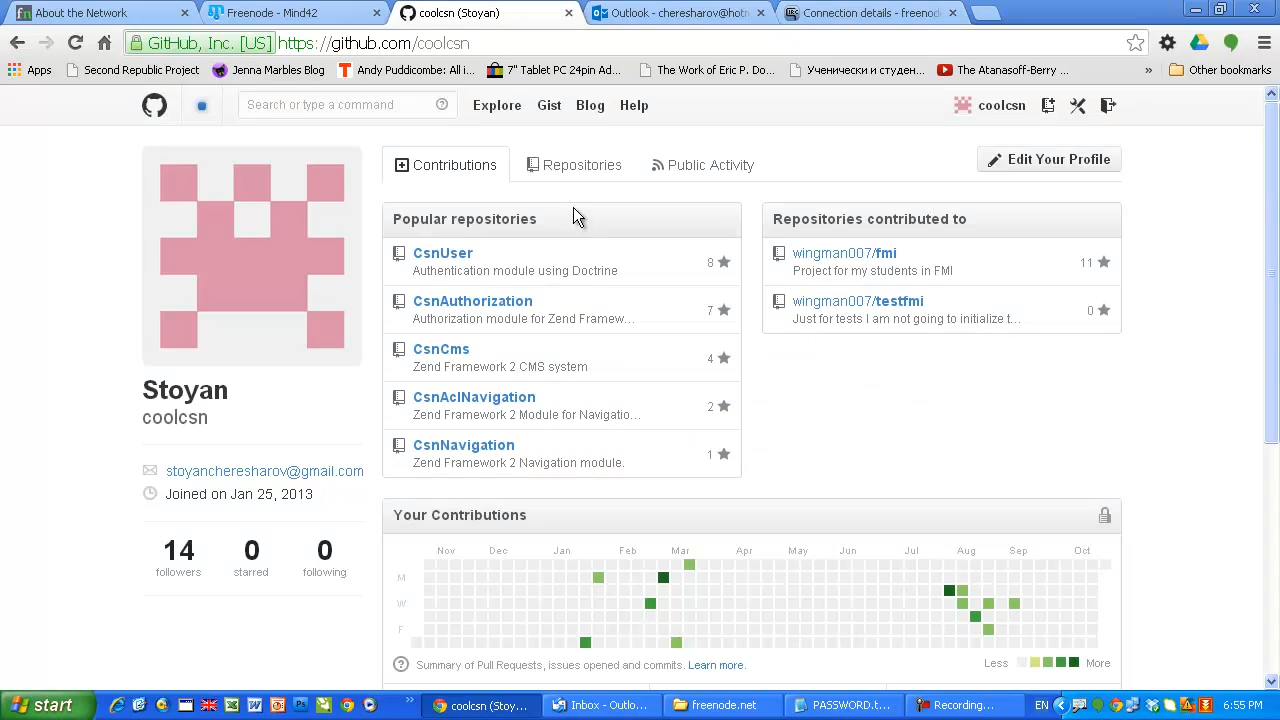 About the Network
Freenode - Mind42
coolcsn (Stoyan)
Outlook - cheresharov@hotm
Connection details - freenode
GitHub, Inc. [US] https://github.com/coolcsn
Apps
Second Republic Project
Jenna Marbles Blog
Andy Puddicombe: All i...
7" Tablet PC 24pin Ad...
The Work of Eric P. Do...
Ученически и студен...
The Atanasoff-Berry ...
»
Other bookmarks
Search or type a command
Explore Gist Blog Help
coolcsn
Contributions
Repositories
Public Activity
Edit Your Profile
Popular repositories
CsnUser
Authentication module using Doctrine
8
CsnAuthorization
Authorization module for Zend Framew...
7
CsnCms
Zend Framework 2 CMS system
4
CsnAclNavigation
Zend Framework 2 Module for Navigatio...
2
CsnNavigation
Zend Framework 2 Navigation module.
1
Repositories contributed to
wingman007/fmi
Project for my students in FMI
11
wingman007/testfmi
Just for tests I am not going to initialize t...
0
Stoyan
coolcsn
stoyancheresharov@gmail.com
Joined on Jan 25, 2013
14 0 0
followers starred following
Your Contributions
Nov Dec Jan Feb Mar Apr May Jun Jul Aug Sep Oct
M
W
F
Summary of Pull Requests, issues opened and commits. Learn more.
Less More
start
coolcsn (Stoy...
Inbox - Outlo...
freenode.net
PASSWORD.t...
Recording...
EN
6:55 PM